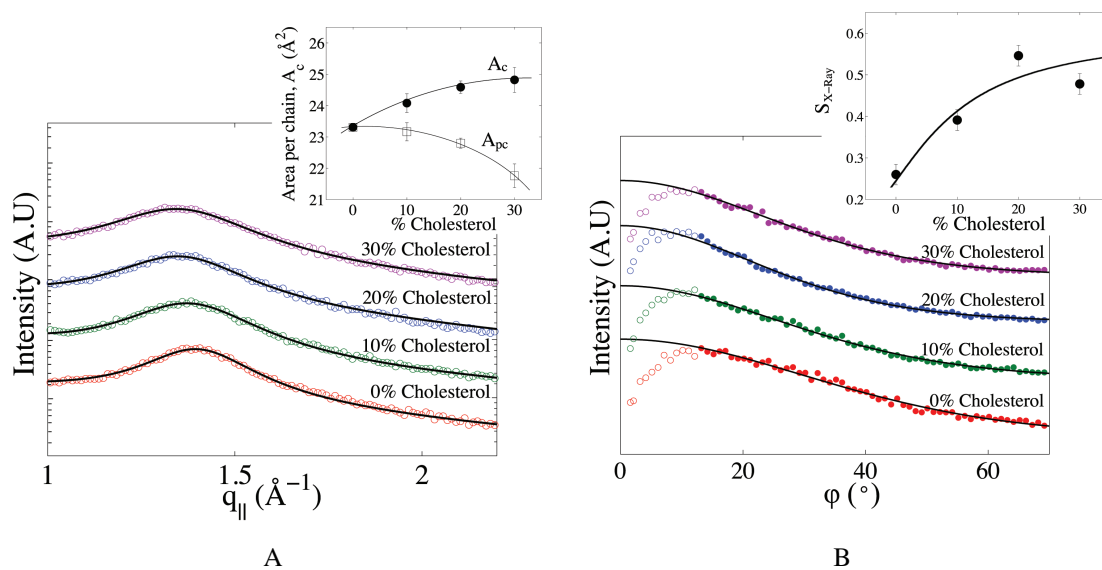 Area per chain, A_c (Å²)
26
25
24
23
22
21
A_c
A_pc
0 10 20 30
% Cholesterol
30% Cholesterol
20% Cholesterol
10% Cholesterol
0% Cholesterol
Intensity (A.U)
1 1.5 2
q_|| (Å⁻¹)
A
S_X−Ray
0.6
0.5
0.4
0.3
0.2
0 10 20 30
% Cholesterol
30% Cholesterol
20% Cholesterol
10% Cholesterol
0% Cholesterol
Intensity (A.U)
0 20 40 60
φ (°)
B